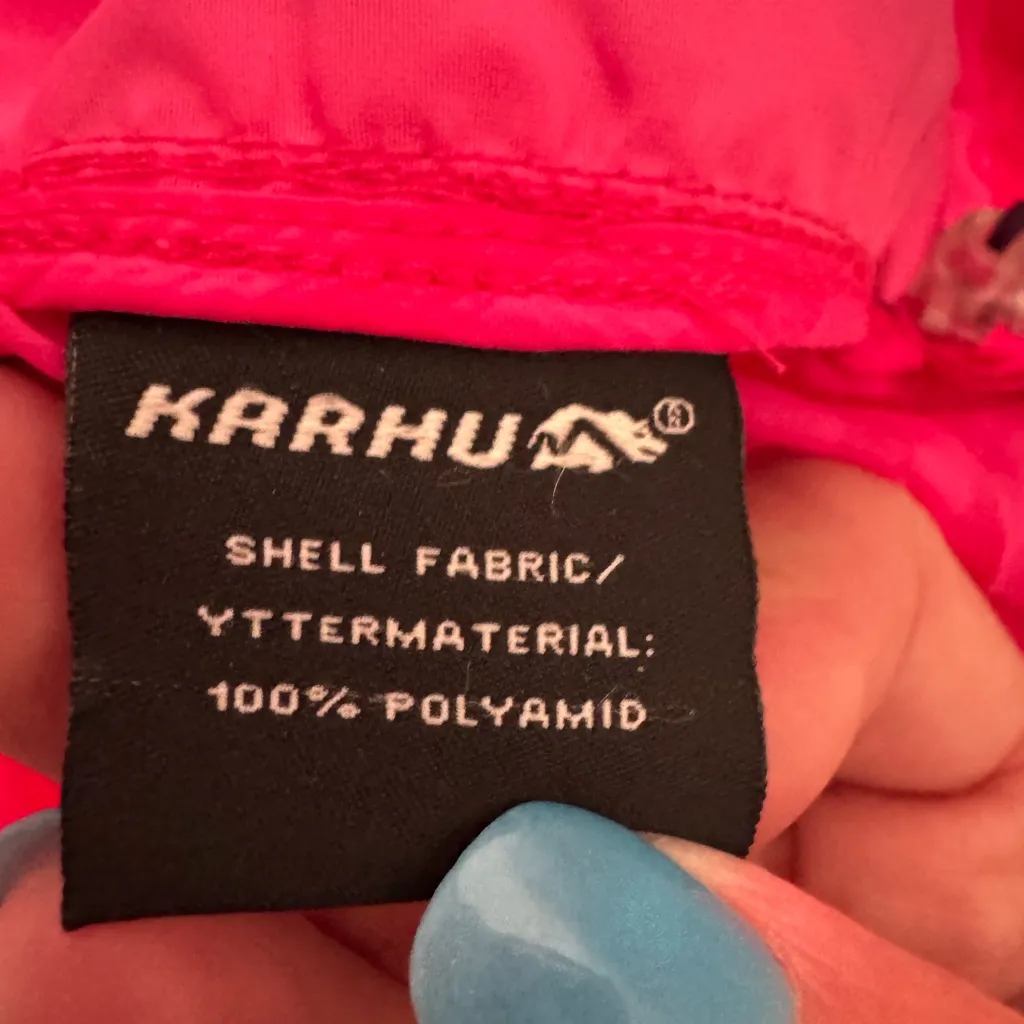 KARHU®
SHELL FABRIC/
YTTERMATERIAL:
100% POLYAMID